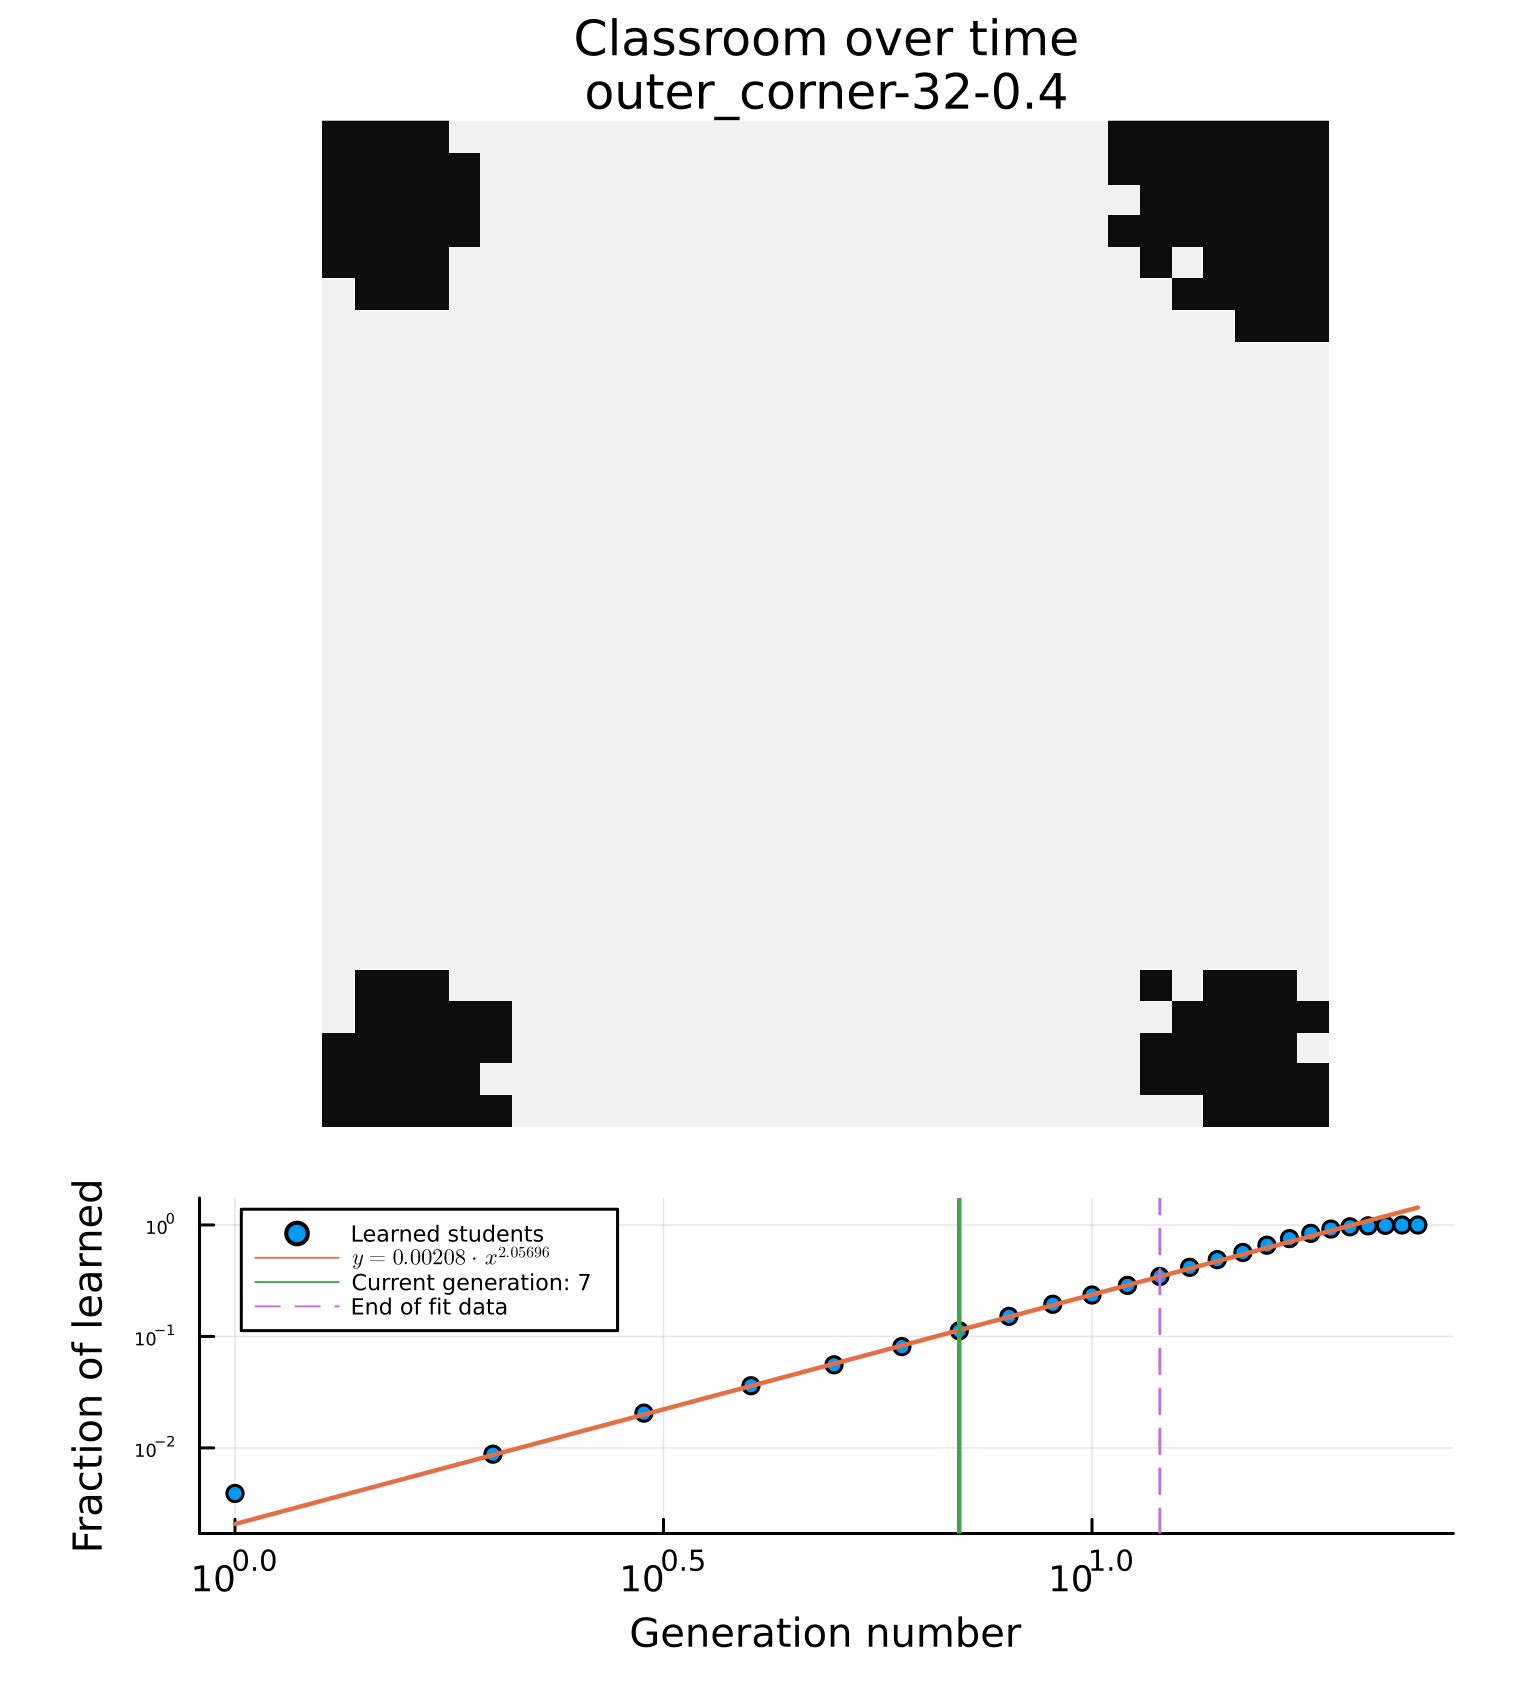 Classroom over time
outer_corner-32-0.4
Fraction of learned
10⁰
10⁻¹
10⁻²
Learned students
y = 0.00208 · x^2.05696
Current generation: 7
End of fit data
10^0.0
10^0.5
10^1.0
Generation number